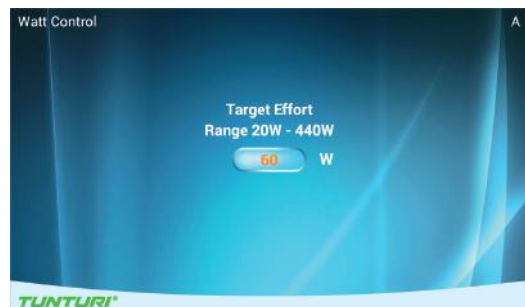 Watt Control
A
Target Effort
Range 20W - 440W
60 W
TUNTURI®